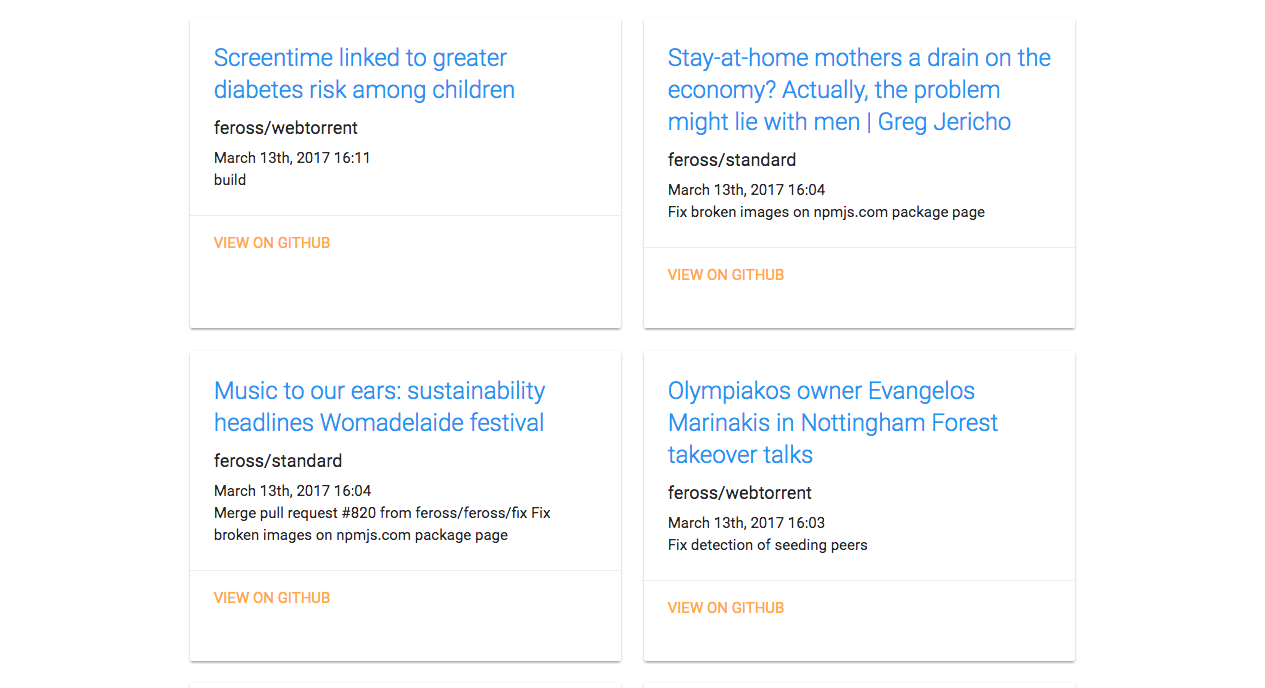 Screentime linked to greater
diabetes risk among children
feross/webtorrent
March 13th, 2017 16:11
build
VIEW ON GITHUB
Stay-at-home mothers a drain on the
economy? Actually, the problem
might lie with men | Greg Jericho
feross/standard
March 13th, 2017 16:04
Fix broken images on npmjs.com package page
VIEW ON GITHUB
Music to our ears: sustainability
headlines Womadelaide festival
feross/standard
March 13th, 2017 16:04
Merge pull request #820 from feross/feross/fix Fix
broken images on npmjs.com package page
VIEW ON GITHUB
Olympiakos owner Evangelos
Marinakis in Nottingham Forest
takeover talks
feross/webtorrent
March 13th, 2017 16:03
Fix detection of seeding peers
VIEW ON GITHUB